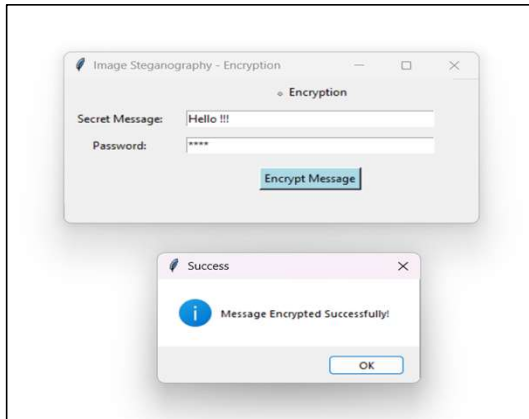 Image Steganography - Encryption
Encryption
Secret Message: Hello !!!
Password: ****
Encrypt Message
Success
Message Encrypted Successfully!
OK